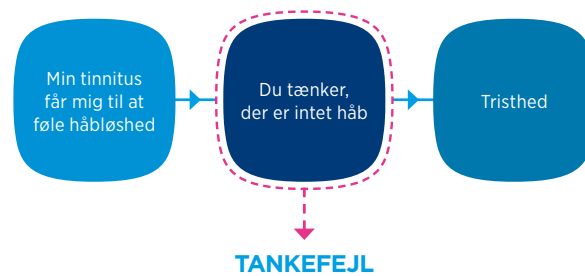 Min tinnitus
får mig til at
føle håbløshed
Du tænker,
der er intet håb
Tristhed
TANKEFEJL